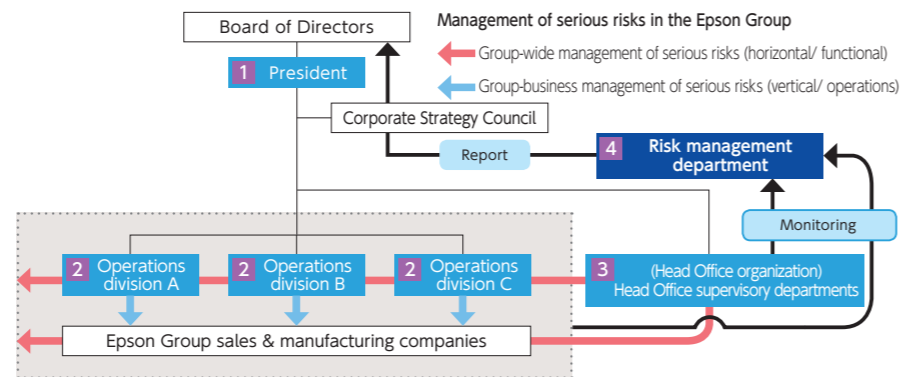 Board of Directors
Management of serious risks in the Epson Group
Group-wide management of serious risks (horizontal/ functional)
1 President
Group-business management of serious risks (vertical/ operations)
Corporate Strategy Council
Report
4 Risk management
department
Monitoring
2 Operations
division A
2 Operations
division B
2 Operations
division C
3 (Head Office organization)
Head Office supervisory departments
Epson Group sales & manufacturing companies